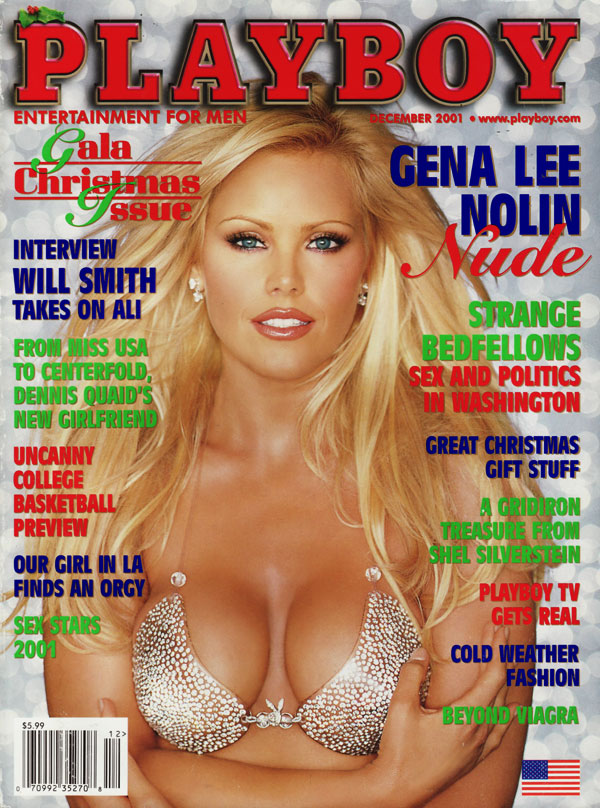 PLAYBOY
ENTERTAINMENT FOR MEN
DECEMBER 2001 • www.playboy.com
Gala
Christmas
Issue
INTERVIEW
WILL SMITH
TAKES ON ALI
FROM MISS USA
TO CENTERFOLD,
DENNIS QUAID'S
NEW GIRLFRIEND
UNCANNY
COLLEGE
BASKETBALL
PREVIEW
OUR GIRL IN LA
FINDS AN ORGY
SEX STARS
2001
GENA LEE
NOLIN
Nude
STRANGE
BEDFELLOWS
SEX AND POLITICS
IN WASHINGTON
GREAT CHRISTMAS
GIFT STUFF
A GRIDIRON
TREASURE FROM
SHEL SILVERSTEIN
PLAYBOY TV
GETS REAL
COLD WEATHER
FASHION
BEYOND VIAGRA
$5.99
12>
0 70992 35270 8